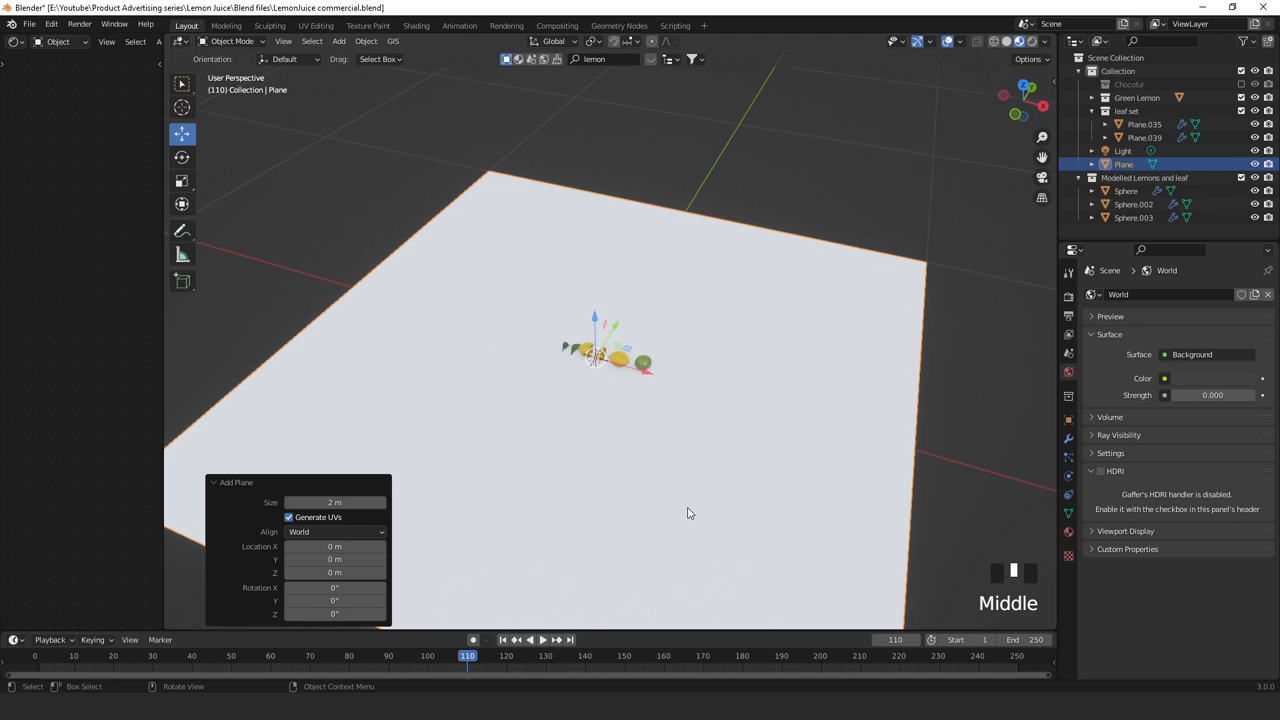 Blender* [E:\Youtube\Product Advertising series\Lemon Juice\Blend files\LemonJuice commercial.blend]
File Edit Render Window Help
Layout Modeling Sculpting UV Editing Texture Paint Shading Animation Rendering Compositing Geometry Nodes Scripting +
Scene
ViewLayer
Object View Select A
Object Mode View Select Add Object GIS
Global
Orientation: Default Drag: Select Box
lemon
Options
User Perspective
(110) Collection | Plane
Z
Y
X
Scene Collection
Collection
Chocofur
Green Lemon
leaf set
Plane.035
Plane.039
Light
Plane
Modelled Lemons and leaf
Sphere
Sphere.002
Sphere.003
Scene > World
World
Preview
Surface
Surface Background
Color
Strength 0.000
Volume
Ray Visibility
Settings
HDRI
Gaffer's HDRI handler is disabled.
Enable it with the checkbox in this panel's header
Viewport Display
Custom Properties
Add Plane
Size 2 m
Generate UVs
Align World
Location X 0 m
Y 0 m
Z 0 m
Rotation X 0°
Y 0°
Z 0°
Middle
Playback Keying View Marker
110
Start 1
End 250
0 10 20 30 40 50 60 70 80 90 100 110 120 130 140 150 160 170 180 190 200 210 220 230 240 250
Select Box Select Rotate View Object Context Menu
3.0.0